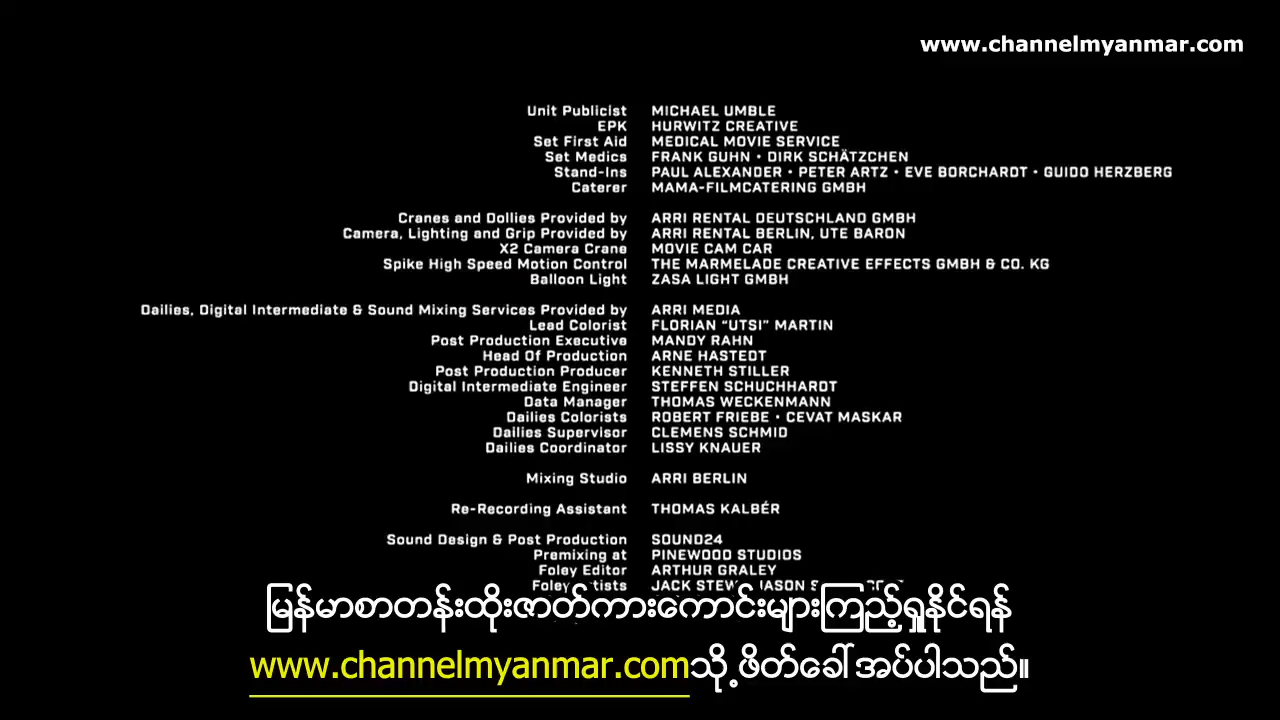 www.channelmyanmar.com
Unit Publicist MICHAEL UMBLE
EPK HURWITZ CREATIVE
Set First Aid MEDICAL MOVIE SERVICE
Set Medics FRANK GUHN • DIRK SCHÄTZCHEN
Stand-Ins PAUL ALEXANDER • PETER ARTZ • EVE BORCHARDT • GUIDO HERZBERG
Caterer MAMA-FILMCATERING GMBH
Cranes and Dollies Provided by ARRI RENTAL DEUTSCHLAND GMBH
Camera, Lighting and Grip Provided by ARRI RENTAL BERLIN, UTE BARON
X2 Camera Crane MOVIE CAM CAR
Spike High Speed Motion Control THE MARMELADE CREATIVE EFFECTS GMBH & CO. KG
Balloon Light ZASA LIGHT GMBH
Dailies, Digital Intermediate & Sound Mixing Services Provided by ARRI MEDIA
Lead Colorist FLORIAN “UTSI” MARTIN
Post Production Executive MANDY RAHN
Head Of Production ARNE HASTEDT
Post Production Producer KENNETH STILLER
Digital Intermediate Engineer STEFFEN SCHUCHHARDT
Data Manager THOMAS WECKENMANN
Dailies Colorists ROBERT FRIEBE • CEVAT MASKAR
Dailies Supervisor CLEMENS SCHMID
Dailies Coordinator LISSY KNAUER
Mixing Studio ARRI BERLIN
Re-Recording Assistant THOMAS KALBÉR
Sound Design & Post Production SOUND24
Premixing at PINEWOOD STUDIOS
Foley Editor ARTHUR GRALEY
Foley JACK JASON
မြန်မာစာတန်းထိုးဇာတ်ကားကောင်းများကြည့်ရှုနိုင်ရန်
www.channelmyanmar.comသို့ဖိတ်ခေါ်အပ်ပါသည်။